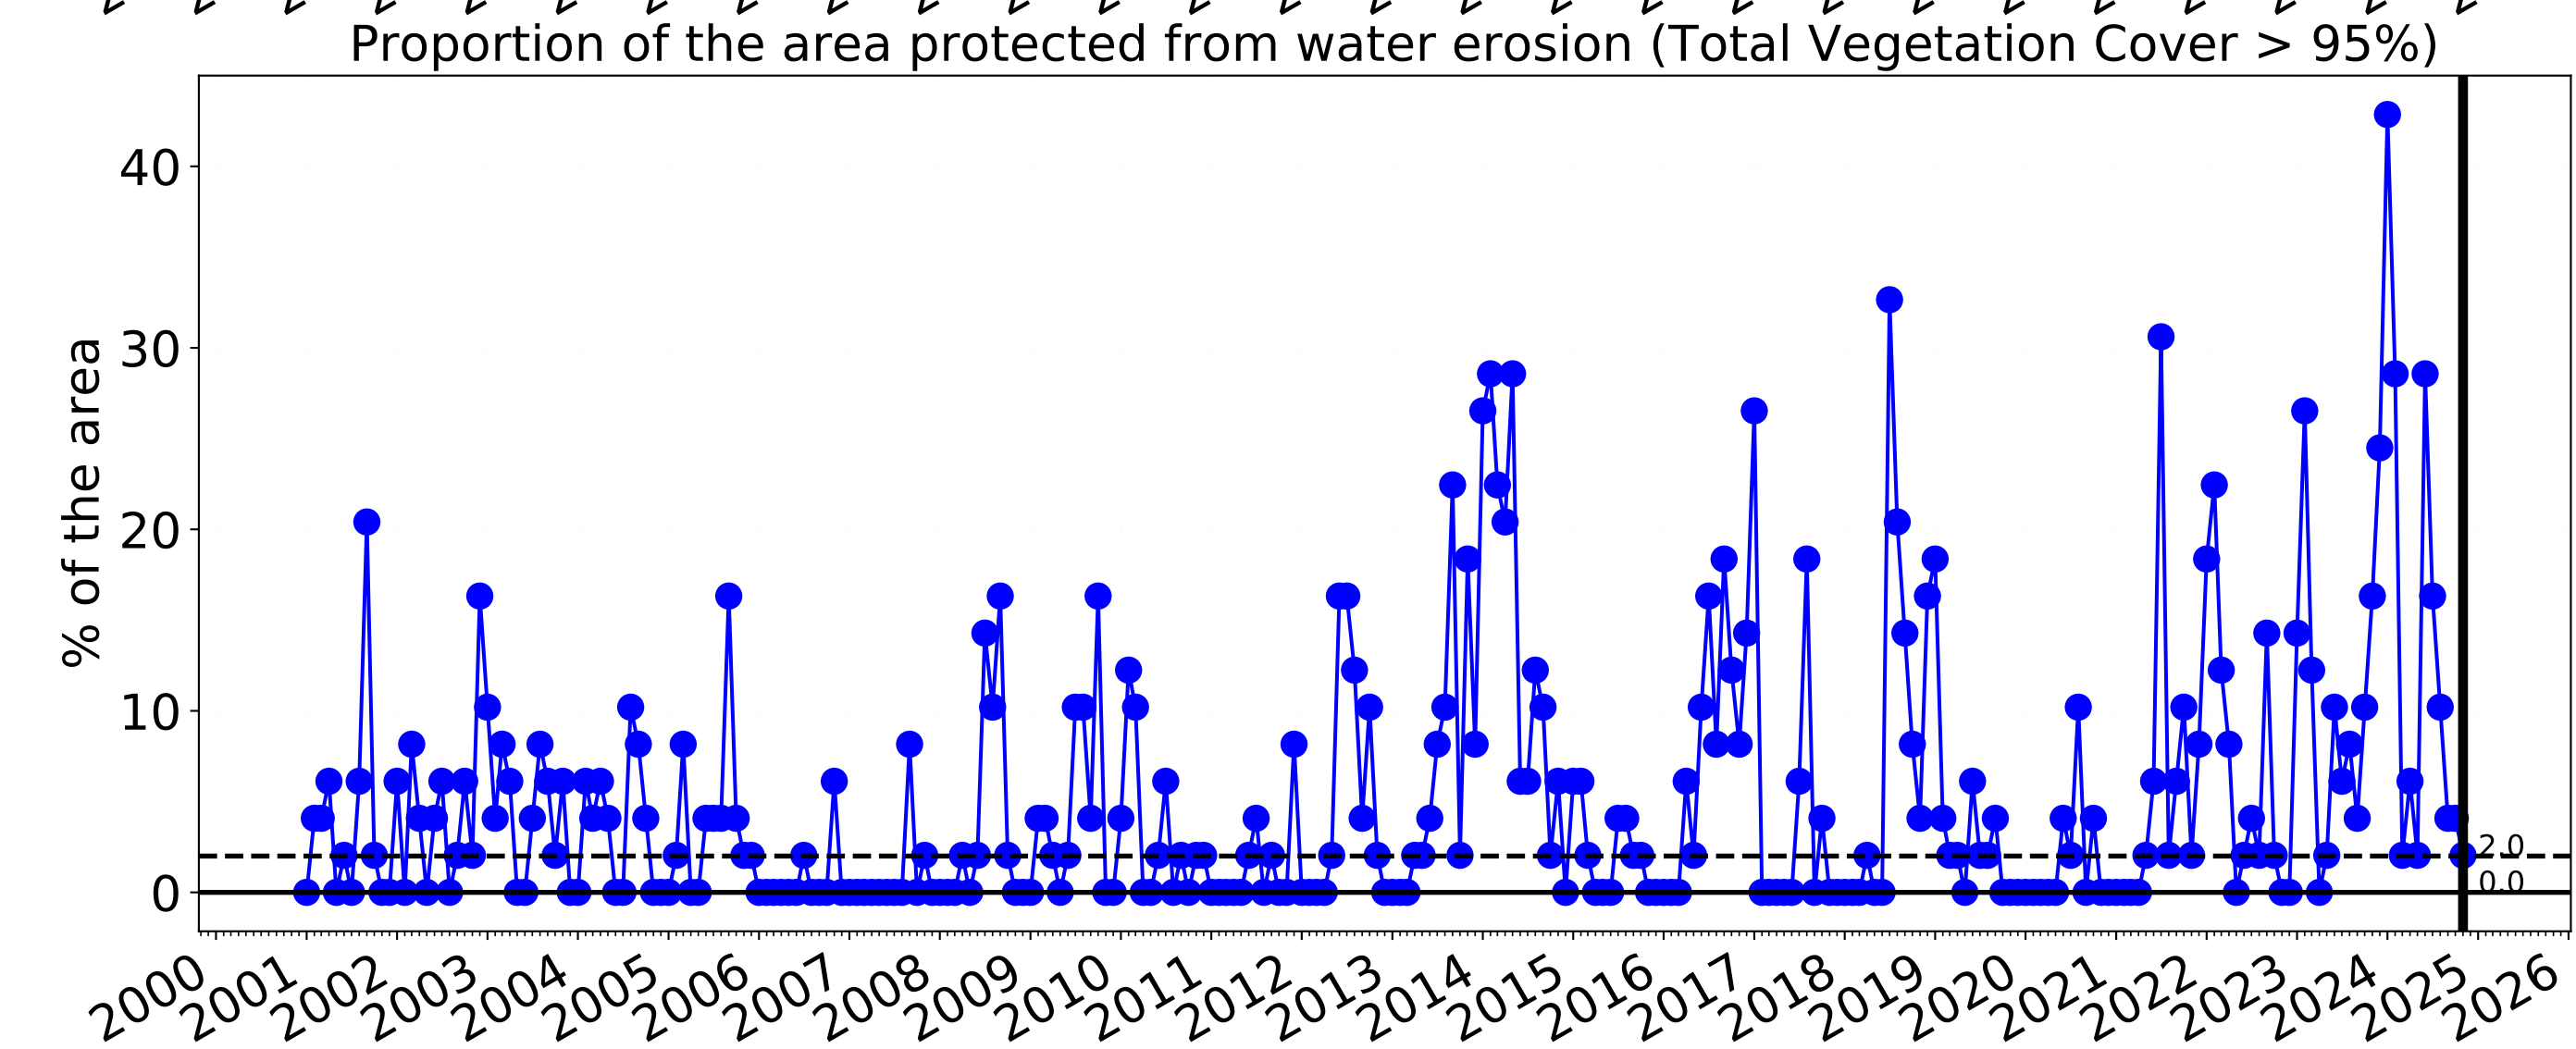 Proportion of the area protected from water erosion (Total Vegetation Cover > 95%)
% of the area
40
30
20
10
0
2.0
0.0
2000 2001 2002 2003 2004 2005 2006 2007 2008 2009 2010 2011 2012 2013 2014 2015 2016 2017 2018 2019 2020 2021 2022 2023 2024 2025 2026